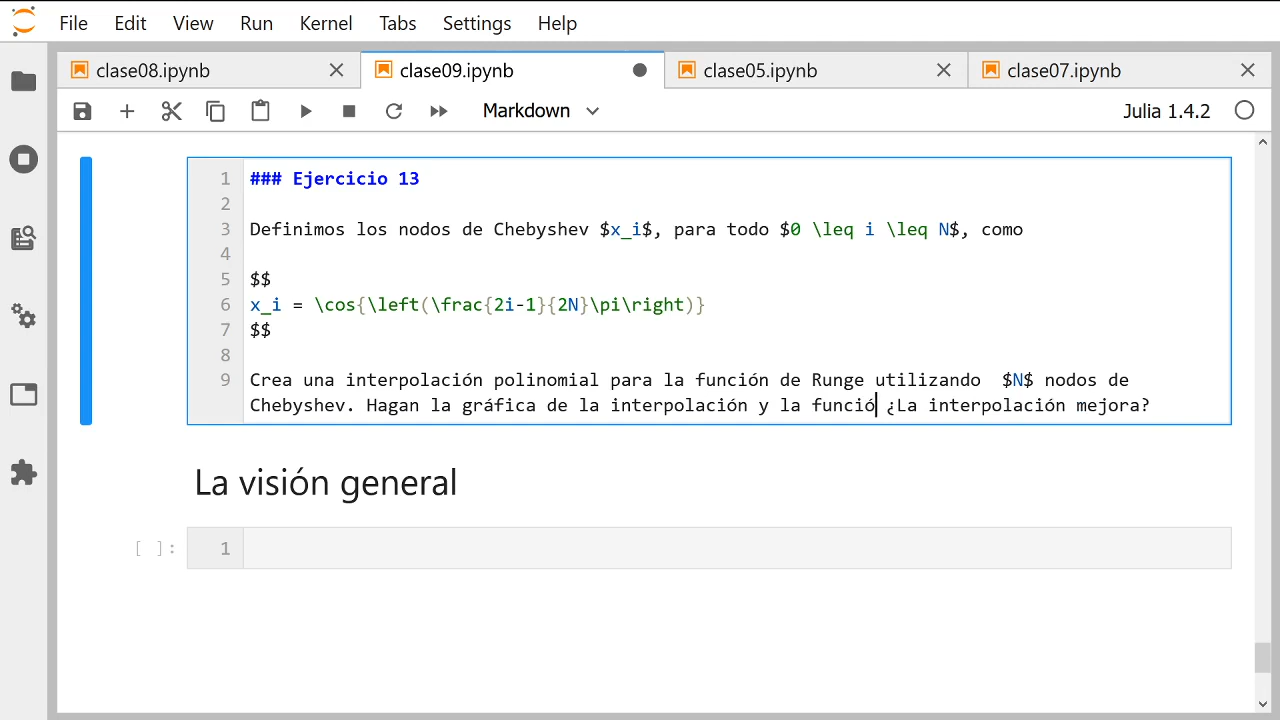 File Edit View Run Kernel Tabs Settings Help
clase08.ipynb clase09.ipynb clase05.ipynb clase07.ipynb
Markdown Julia 1.4.2
1 ### Ejercicio 13
2
3 Definimos los nodos de Chebyshev $x_i$, para todo $0 \leq i \leq N$, como
4
5 $$
6 x_i = \cos{\left(\frac{2i-1}{2N}\pi\right)}
7 $$
8
9 Crea una interpolación polinomial para la función de Runge utilizando  $N$ nodos de
Chebyshev. Hagan la gráfica de la interpolación y la funció ¿La interpolación mejora?
La visión general
[ ]: 1